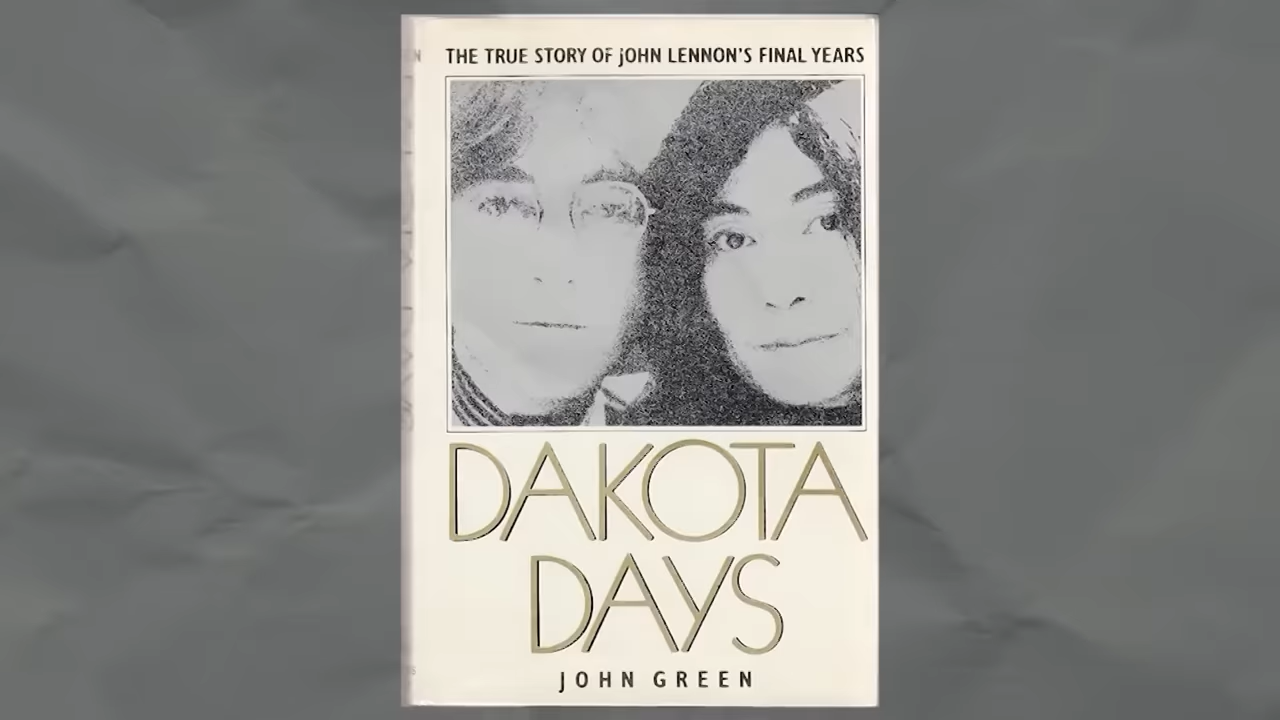 THE TRUE STORY OF JOHN LENNON'S FINAL YEARS
DAKOTA
DAYS
JOHN GREEN